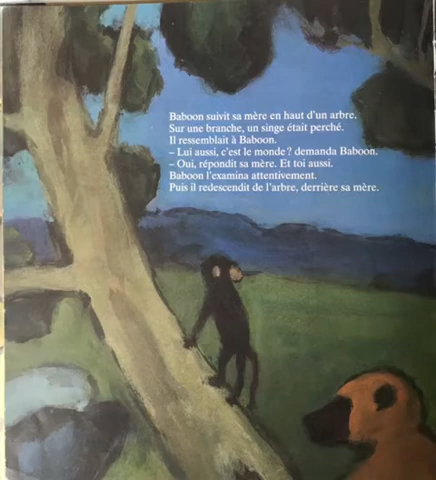 Baboon suivit sa mère en haut d'un arbre.
Sur une branche, un singe était perché.
Il ressemblait à Baboon.
– Lui aussi, c'est le monde ? demanda Baboon.
– Oui, répondit sa mère. Et toi aussi.
Baboon l'examina attentivement.
Puis il redescendit de l'arbre, derrière sa mère.